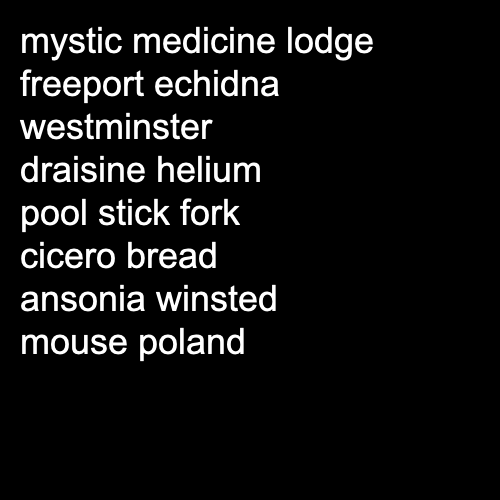 mystic medicine lodge
freeport echidna
westminster
draisine helium
pool stick fork
cicero bread
ansonia winsted
mouse poland